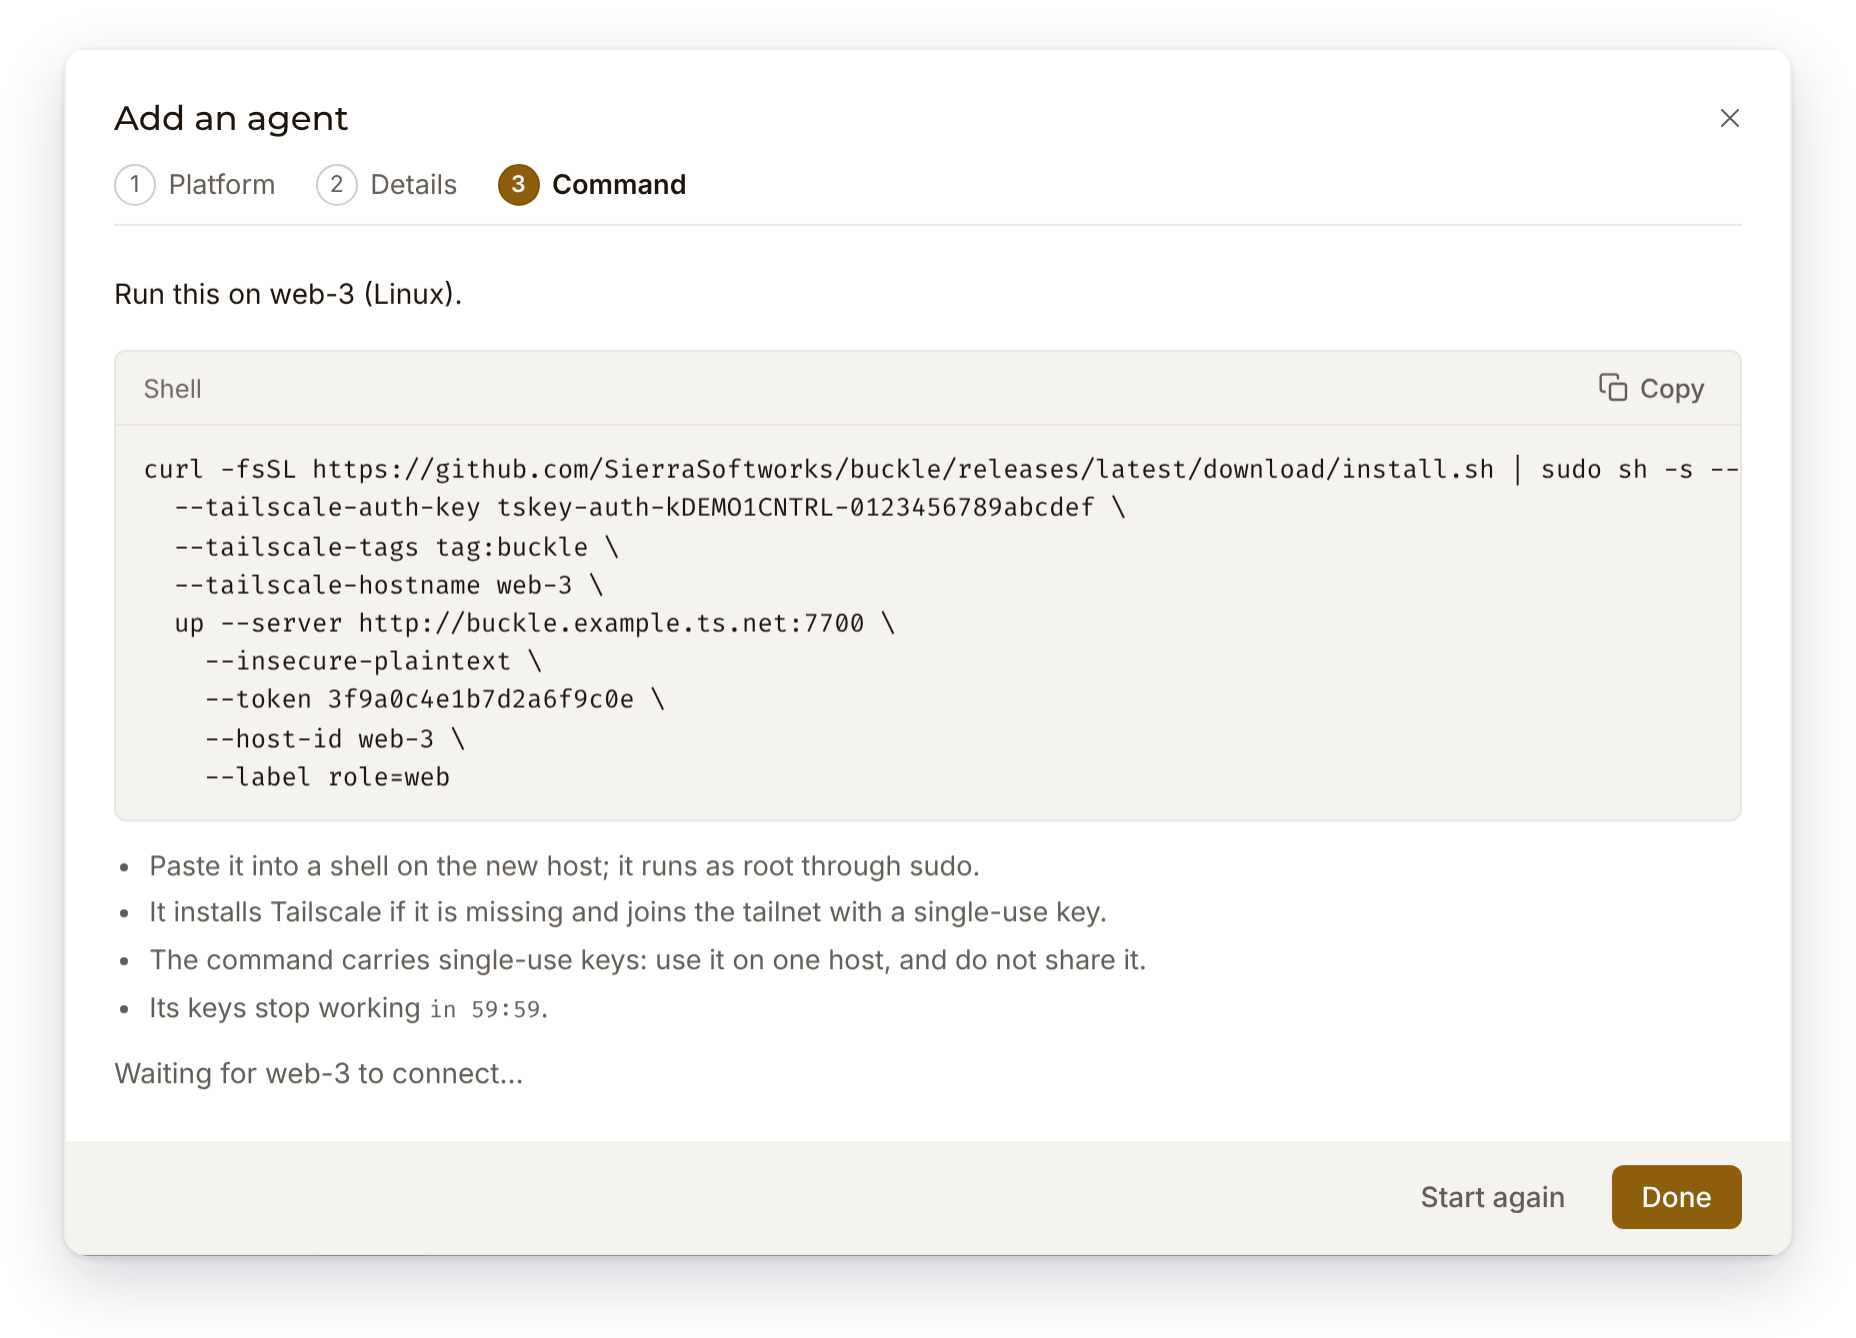 Add an agent
1 Platform 2 Details 3 Command
Run this on web-3 (Linux).
Shell Copy
curl -fsSL https://github.com/SierraSoftworks/buckle/releases/latest/download/install.sh | sudo sh -s --
--tailscale-auth-key tskey-auth-kDEMO1CNTRL-0123456789abcdef \
--tailscale-tags tag:buckle \
--tailscale-hostname web-3 \
up --server http://buckle.example.ts.net:7700 \
--insecure-plaintext \
--token 3f9a0c4e1b7d2a6f9c0e \
--host-id web-3 \
--label role=web
• Paste it into a shell on the new host; it runs as root through sudo.
• It installs Tailscale if it is missing and joins the tailnet with a single-use key.
• The command carries single-use keys: use it on one host, and do not share it.
• Its keys stop working in 59:59.
Waiting for web-3 to connect...
Start again Done